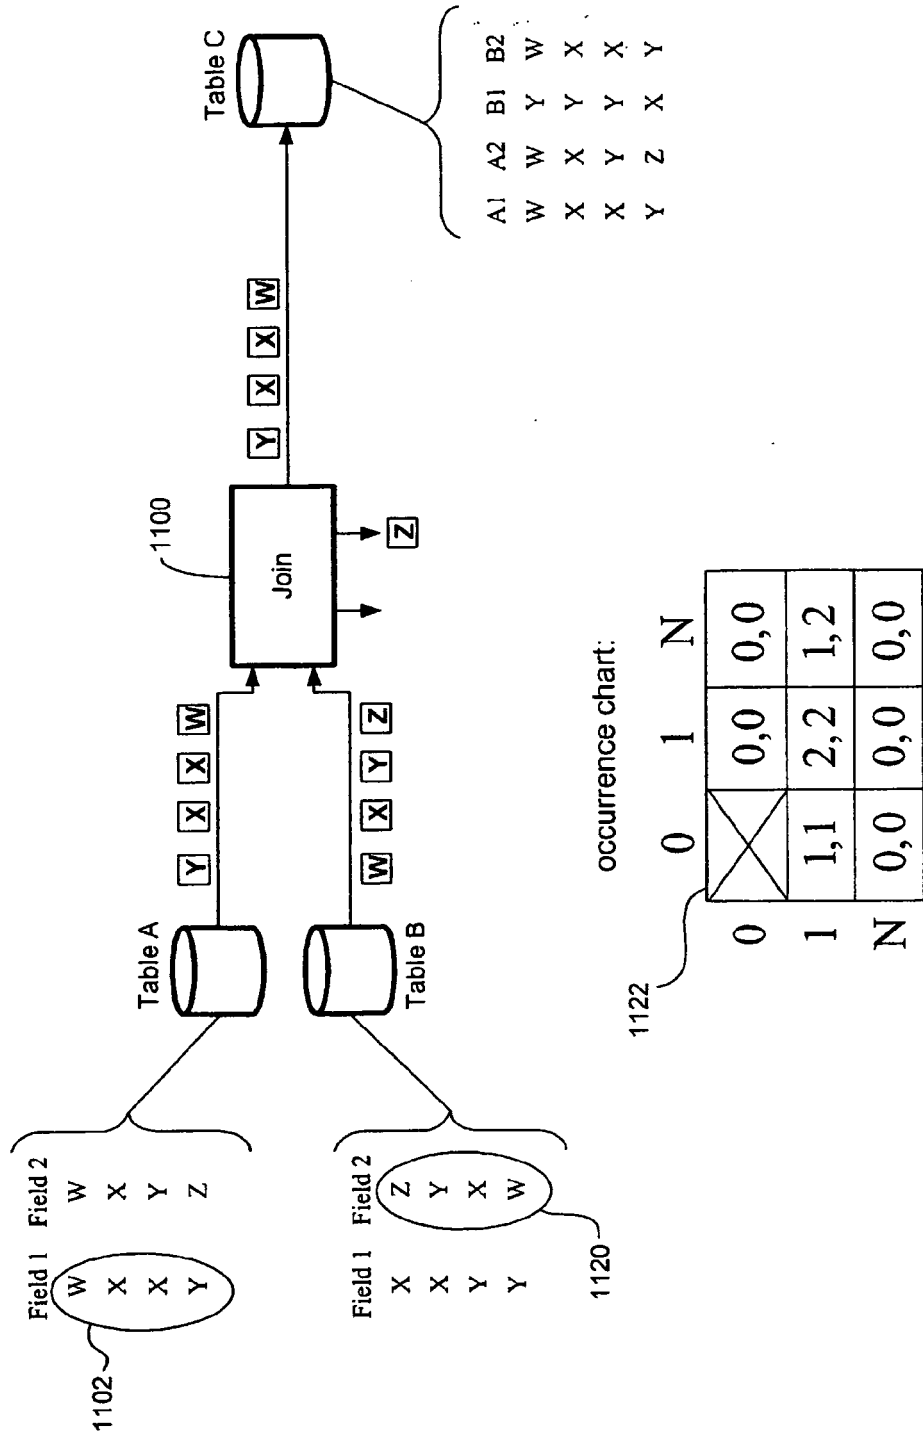 1102
Field 1 Field 2
W W
X X
X Y
Y Z
Table A
Y X X W
1100
Join
Y X X W
Table C
Field 1 Field 2
X Z
X Y
Y X
Y W
1120
Table B
W X Y Z
Z
A1 A2 B1 B2
W W Y W
X X Y X
X Y Y X
Y Z X Y
1122
occurrence chart:
0 1 N
0 0,0 0,0
1 1,1 2,2 1,2
N 0,0 0,0 0,0